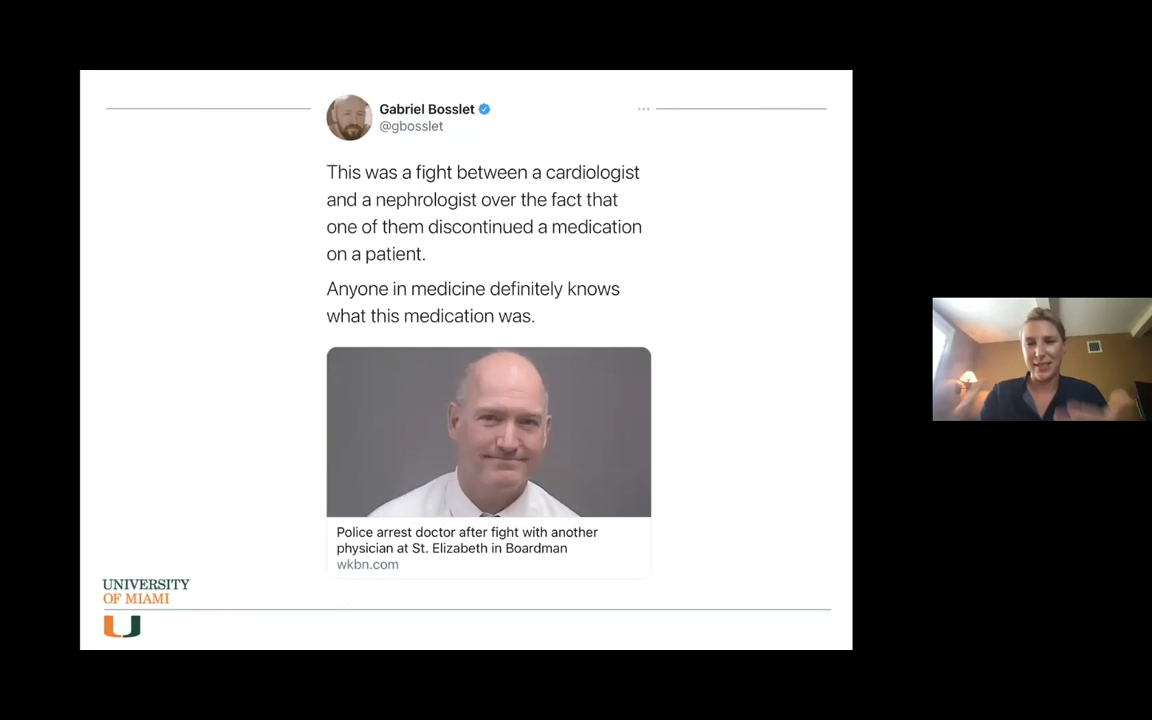 Gabriel Bosslet
@gbosslet
This was a fight between a cardiologist
and a nephrologist over the fact that
one of them discontinued a medication
on a patient.
Anyone in medicine definitely knows
what this medication was.
Police arrest doctor after fight with another
physician at St. Elizabeth in Boardman
wkbn.com
UNIVERSITY
OF MIAMI